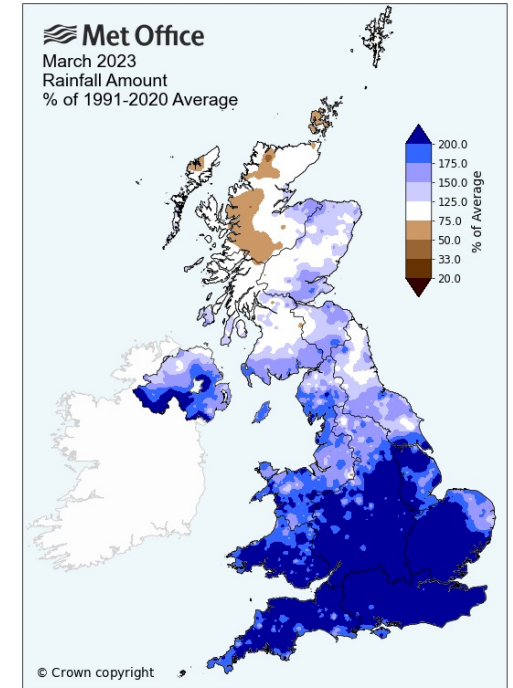 Met Office
March 2023
Rainfall Amount
% of 1991-2020 Average
200.0
175.0
150.0
125.0
75.0
50.0
33.0
20.0
% of Average
© Crown copyright